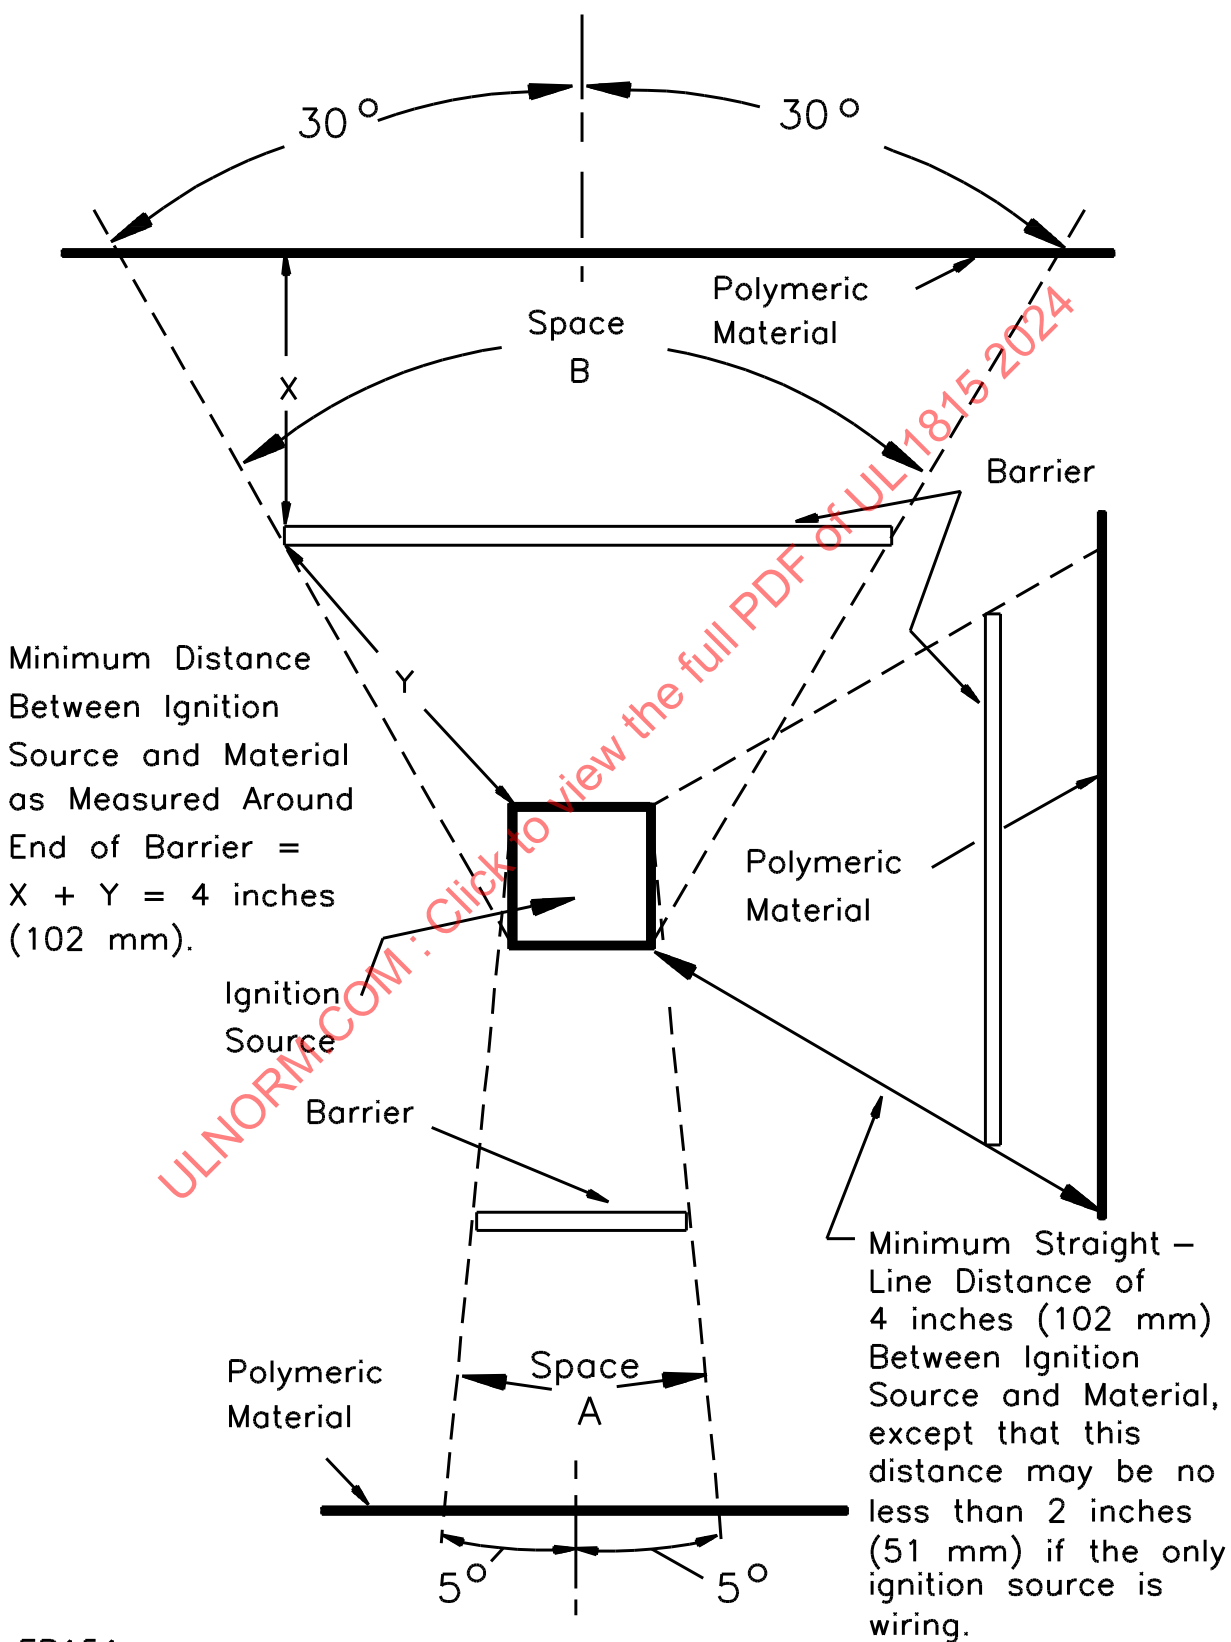 30° 30°
Polymeric
Material
Space
B
X
Barrier
Minimum Distance
Between Ignition
Source and Material
as Measured Around
End of Barrier =
X + Y = 4 inches
(102 mm).
Y
Polymeric
Material
Ignition
Source
Barrier
Minimum Straight –
Line Distance of
4 inches (102 mm)
Between Ignition
Source and Material,
except that this
distance may be no
less than 2 inches
(51 mm) if the only
ignition source is
wiring.
Space
A
Polymeric
Material
5° 5°
ULNORM.COM : Click to view the full PDF of UL 1815 2024